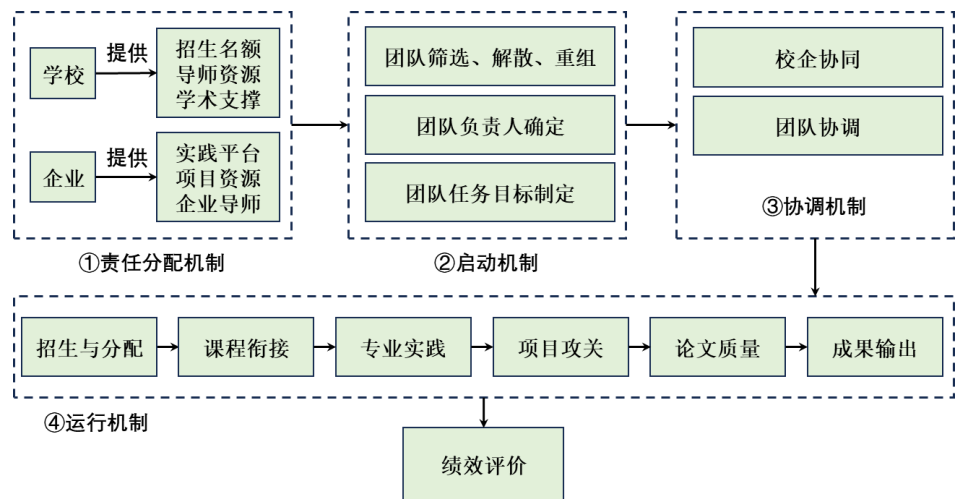 学校
提供
招生名额
导师资源
学术支撑
企业
提供
实践平台
项目资源
企业导师
①责任分配机制
团队筛选、解散、重组
团队负责人确定
团队任务目标制定
②启动机制
校企协同
团队协调
③协调机制
招生与分配
课程衔接
专业实践
项目攻关
论文质量
成果输出
④运行机制
绩效评价